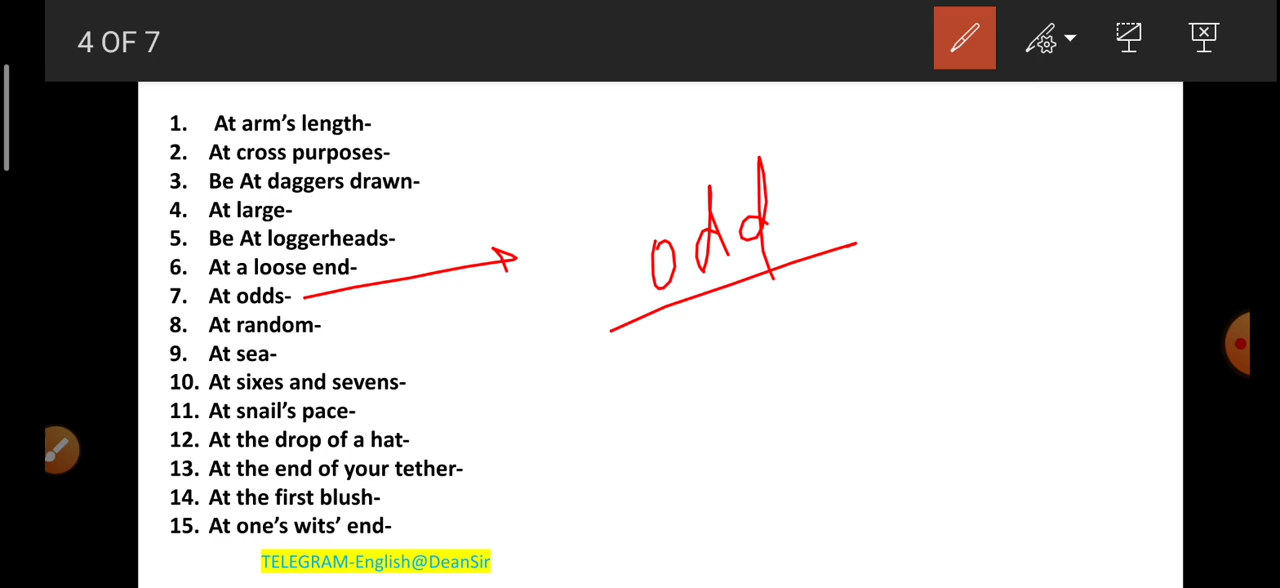 4 OF 7
1. At arm’s length-
2. At cross purposes-
3. Be At daggers drawn-
4. At large-
5. Be At loggerheads-
6. At a loose end-
7. At odds-
8. At random-
9. At sea-
10. At sixes and sevens-
11. At snail’s pace-
12. At the drop of a hat-
13. At the end of your tether-
14. At the first blush-
15. At one’s wits’ end-
TELEGRAM-English@DeanSir
odd